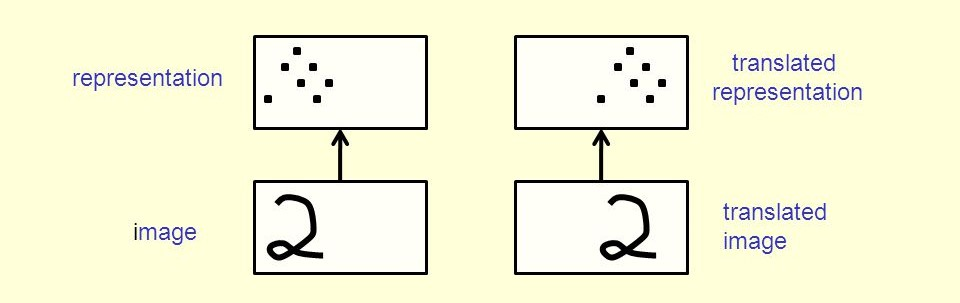 representation
translated
representation
image
2
2
translated
image